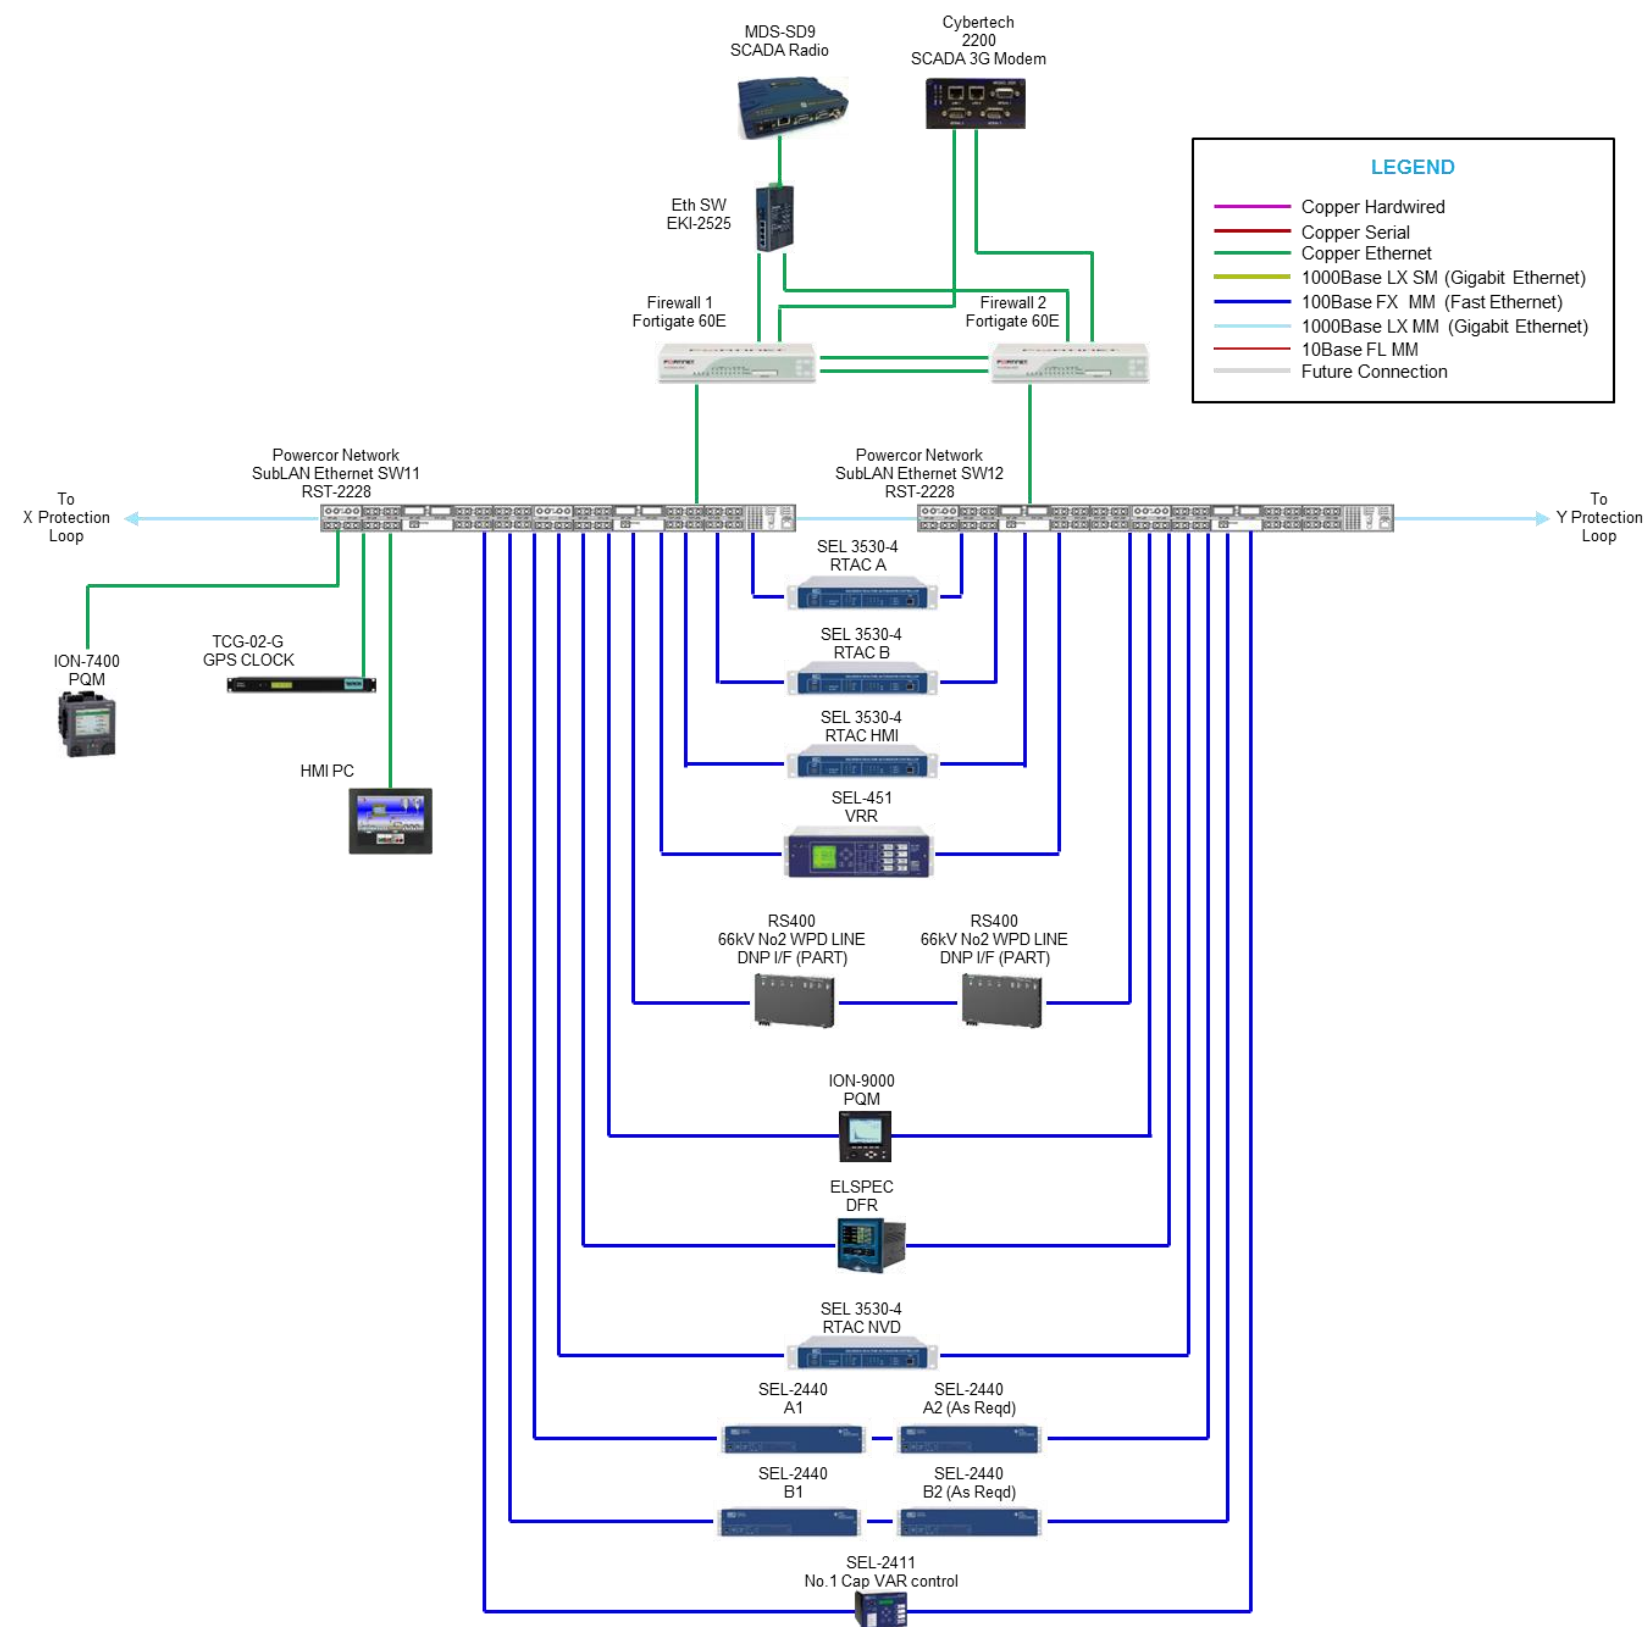 MDS-SD9
SCADA Radio
Cybertech
2200
SCADA 3G Modem
LEGEND
Copper Hardwired
Copper Serial
Copper Ethernet
1000Base LX SM (Gigabit Ethernet)
100Base FX MM (Fast Ethernet)
1000Base LX MM (Gigabit Ethernet)
10Base FL MM
Future Connection
Eth SW
EKI-2525
Firewall 1
Fortigate 60E
Firewall 2
Fortigate 60E
Powercor Network
SubLAN Ethernet SW11
RST-2228
Powercor Network
SubLAN Ethernet SW12
RST-2228
To
X Protection
Loop
To
Y Protection
Loop
SEL 3530-4
RTAC A
TCG-02-G
GPS CLOCK
ION-7400
PQM
SEL 3530-4
RTAC B
SEL 3530-4
RTAC HMI
HMI PC
SEL-451
VRR
RS400
66kV No2 WPD LINE
DNP I/F (PART)
RS400
66kV No2 WPD LINE
DNP I/F (PART)
ION-9000
PQM
ELSPEC
DFR
SEL 3530-4
RTAC NVD
SEL-2440
A1
SEL-2440
A2 (As Reqd)
SEL-2440
B1
SEL-2440
B2 (As Reqd)
SEL-2411
No.1 Cap VAR control